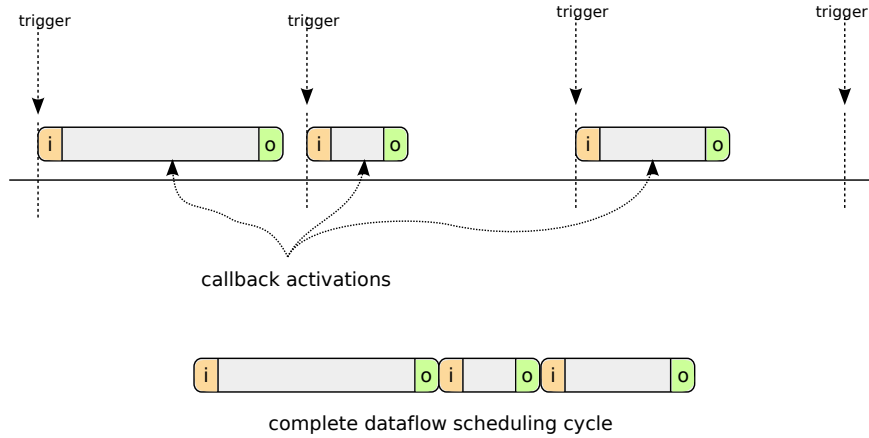 trigger
trigger
trigger
trigger
i
o
i
o
i
o
callback activations
i
o
i
o
i
o
complete dataflow scheduling cycle